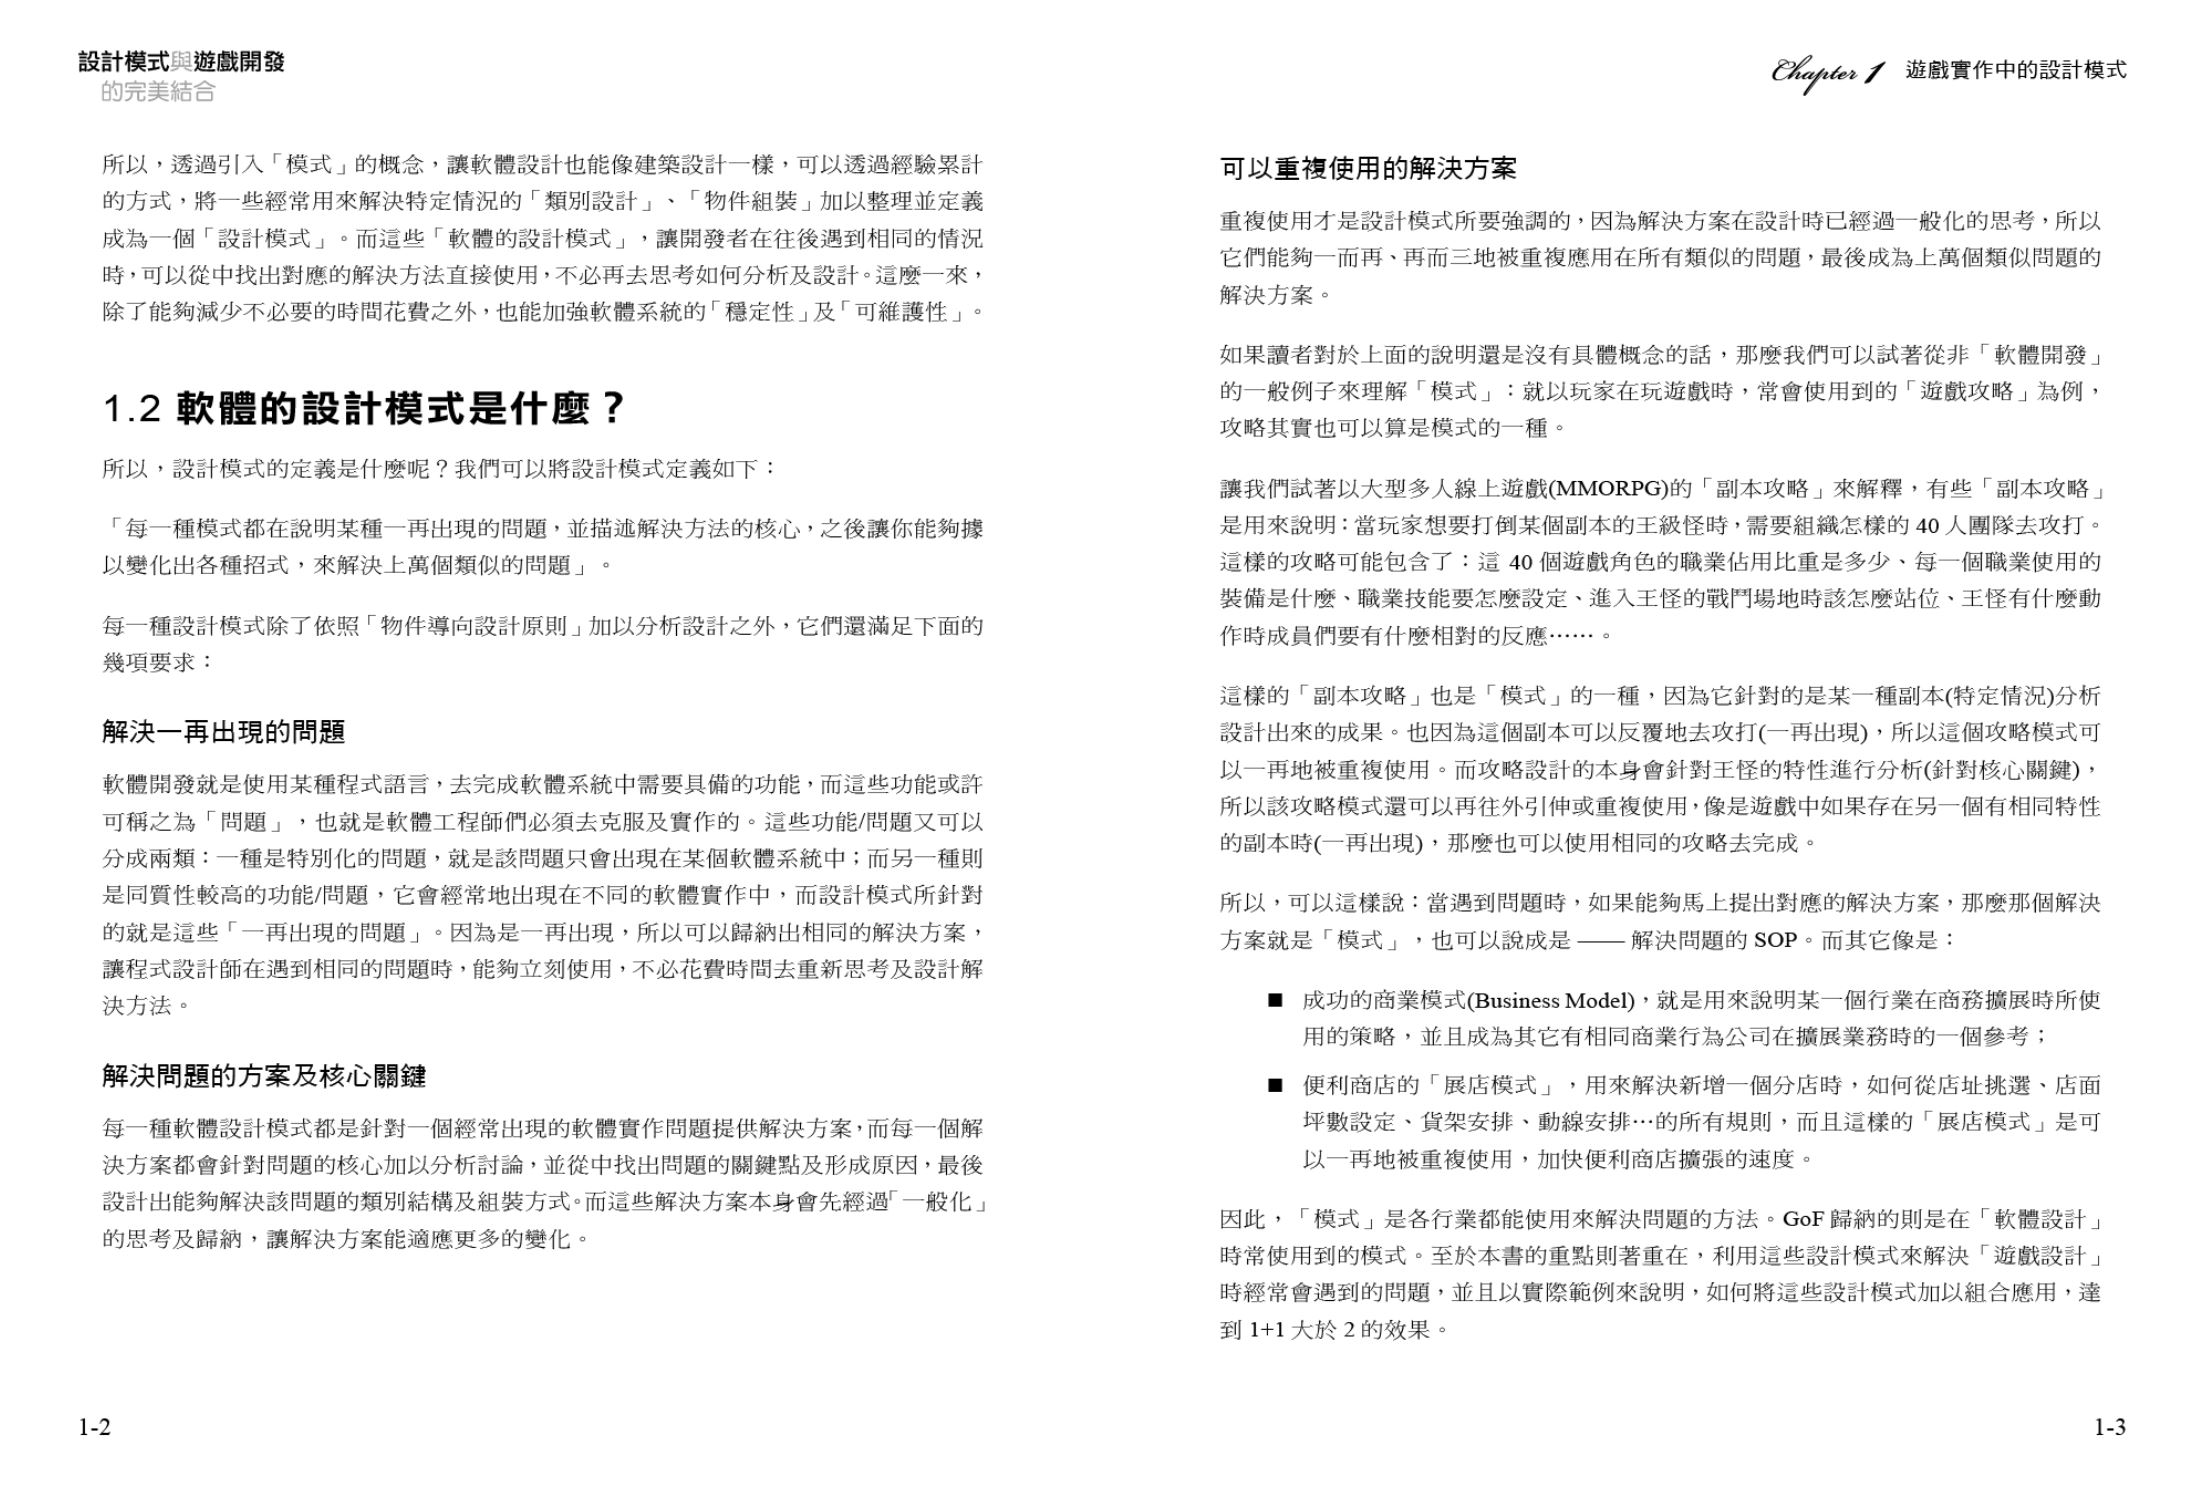 設計模式與遊戲開發
的完美結合
所以，透過引入「模式」的概念，讓軟體設計也能像建築設計一樣，可以透過經驗累計
的方式，將一些經常用來解決特定情況的「類別設計」、「物件組裝」加以整理並定義
成為一個「設計模式」。而這些「軟體的設計模式」，讓開發者在往後遇到相同的情況
時，可以從中找出對應的解決方法直接使用，不必再去思考如何分析及設計。這麼一來，
除了能夠減少不必要的時間花費之外，也能加強軟體系統的「穩定性」及「可維護性」。
1.2 軟體的設計模式是什麼？
所以，設計模式的定義是什麼呢？我們可以將設計模式定義如下：
「每一種模式都在說明某種一再出現的問題，並描述解決方法的核心，之後讓你能夠據
以變化出各種招式，來解決上萬個類似的問題」。
每一種設計模式除了依照「物件導向設計原則」加以分析設計之外，它們還滿足下面的
幾項要求：
解決一再出現的問題
軟體開發就是使用某種程式語言，去完成軟體系統中需要具備的功能，而這些功能或許
可稱之為「問題」，也就是軟體工程師們必須去克服及實作的。這些功能/問題又可以
分成兩類：一種是特別化的問題，就是該問題只會出現在某個軟體系統中；而另一種則
是同質性較高的功能/問題，它會經常地出現在不同的軟體實作中，而設計模式所針對
的就是這些「一再出現的問題」。因為是一再出現，所以可以歸納出相同的解決方案，
讓程式設計師在遇到相同的問題時，能夠立刻使用，不必花費時間去重新思考及設計解
決方法。
解決問題的方案及核心關鍵
每一種軟體設計模式都是針對一個經常出現的軟體實作問題提供解決方案，而每一個解
決方案都會針對問題的核心加以分析討論，並從中找出問題的關鍵點及形成原因，最後
設計出能夠解決該問題的類別結構及組裝方式。而這些解決方案本身會先經過「一般化」
的思考及歸納，讓解決方案能適應更多的變化。
1-2
Chapter 1 遊戲實作中的設計模式
可以重複使用的解決方案
重複使用才是設計模式所要強調的，因為解決方案在設計時已經過一般化的思考，所以
它們能夠一而再、再而三地被重複應用在所有類似的問題，最後成為上萬個類似問題的
解決方案。
如果讀者對於上面的說明還是沒有具體概念的話，那麼我們可以試著從非「軟體開發」
的一般例子來理解「模式」：就以玩家在玩遊戲時，常會使用到的「遊戲攻略」為例，
攻略其實也可以算是模式的一種。
讓我們試著以大型多人線上遊戲(MMORPG)的「副本攻略」來解釋，有些「副本攻略」
是用來說明：當玩家想要打倒某個副本的王級怪時，需要組織怎樣的 40 人團隊去攻打。
這樣的攻略可能包含了：這 40 個遊戲角色的職業佔用比重是多少、每一個職業使用的
裝備是什麼、職業技能要怎麼設定、進入王怪的戰鬥場地時該怎麼站位、王怪有什麼動
作時成員們要有什麼相對的反應……。
這樣的「副本攻略」也是「模式」的一種，因為它針對的是某一種副本(特定情況)分析
設計出來的成果。也因為這個副本可以反覆地去攻打(一再出現)，所以這個攻略模式可
以一再地被重複使用。而攻略設計的本身會針對王怪的特性進行分析(針對核心關鍵)，
所以該攻略模式還可以再往外引伸或重複使用，像是遊戲中如果存在另一個有相同特性
的副本時(一再出現)，那麼也可以使用相同的攻略去完成。
所以，可以這樣說：當遇到問題時，如果能夠馬上提出對應的解決方案，那麼那個解決
方案就是「模式」，也可以說成是 —— 解決問題的 SOP。而其它像是：
■ 成功的商業模式(Business Model)，就是用來說明某一個行業在商務擴展時所使
用的策略，並且成為其它有相同商業行為公司在擴展業務時的一個參考；
■ 便利商店的「展店模式」，用來解決新增一個分店時，如何從店址挑選、店面
坪數設定、貨架安排、動線安排…的所有規則，而且這樣的「展店模式」是可
以一再地被重複使用，加快便利商店擴張的速度。
因此，「模式」是各行業都能使用來解決問題的方法。GoF 歸納的則是在「軟體設計」
時常使用到的模式。至於本書的重點則著重在，利用這些設計模式來解決「遊戲設計」
時經常會遇到的問題，並且以實際範例來說明，如何將這些設計模式加以組合應用，達
到 1+1 大於 2 的效果。
1-3